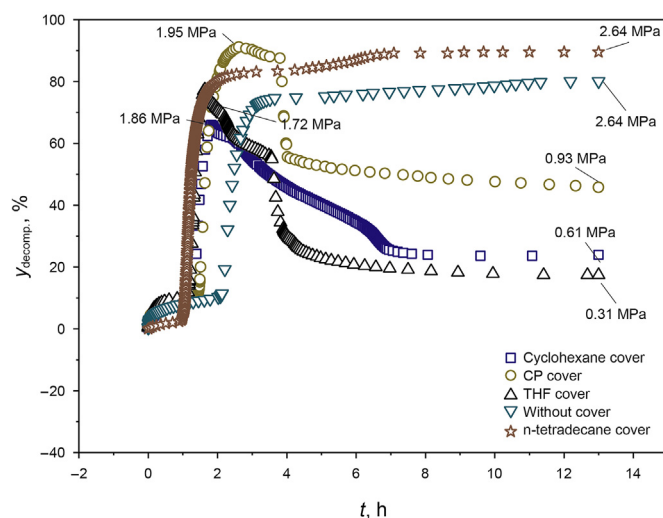 100
80
60
40
20
0
−20
−40
y_decomp., %
1.95 MPa
2.64 MPa
1.86 MPa
1.72 MPa
2.64 MPa
0.93 MPa
0.61 MPa
0.31 MPa
Cyclohexane cover
CP cover
THF cover
Without cover
n-tetradecane cover
−2 0 2 4 6 8 10 12 14
t, h